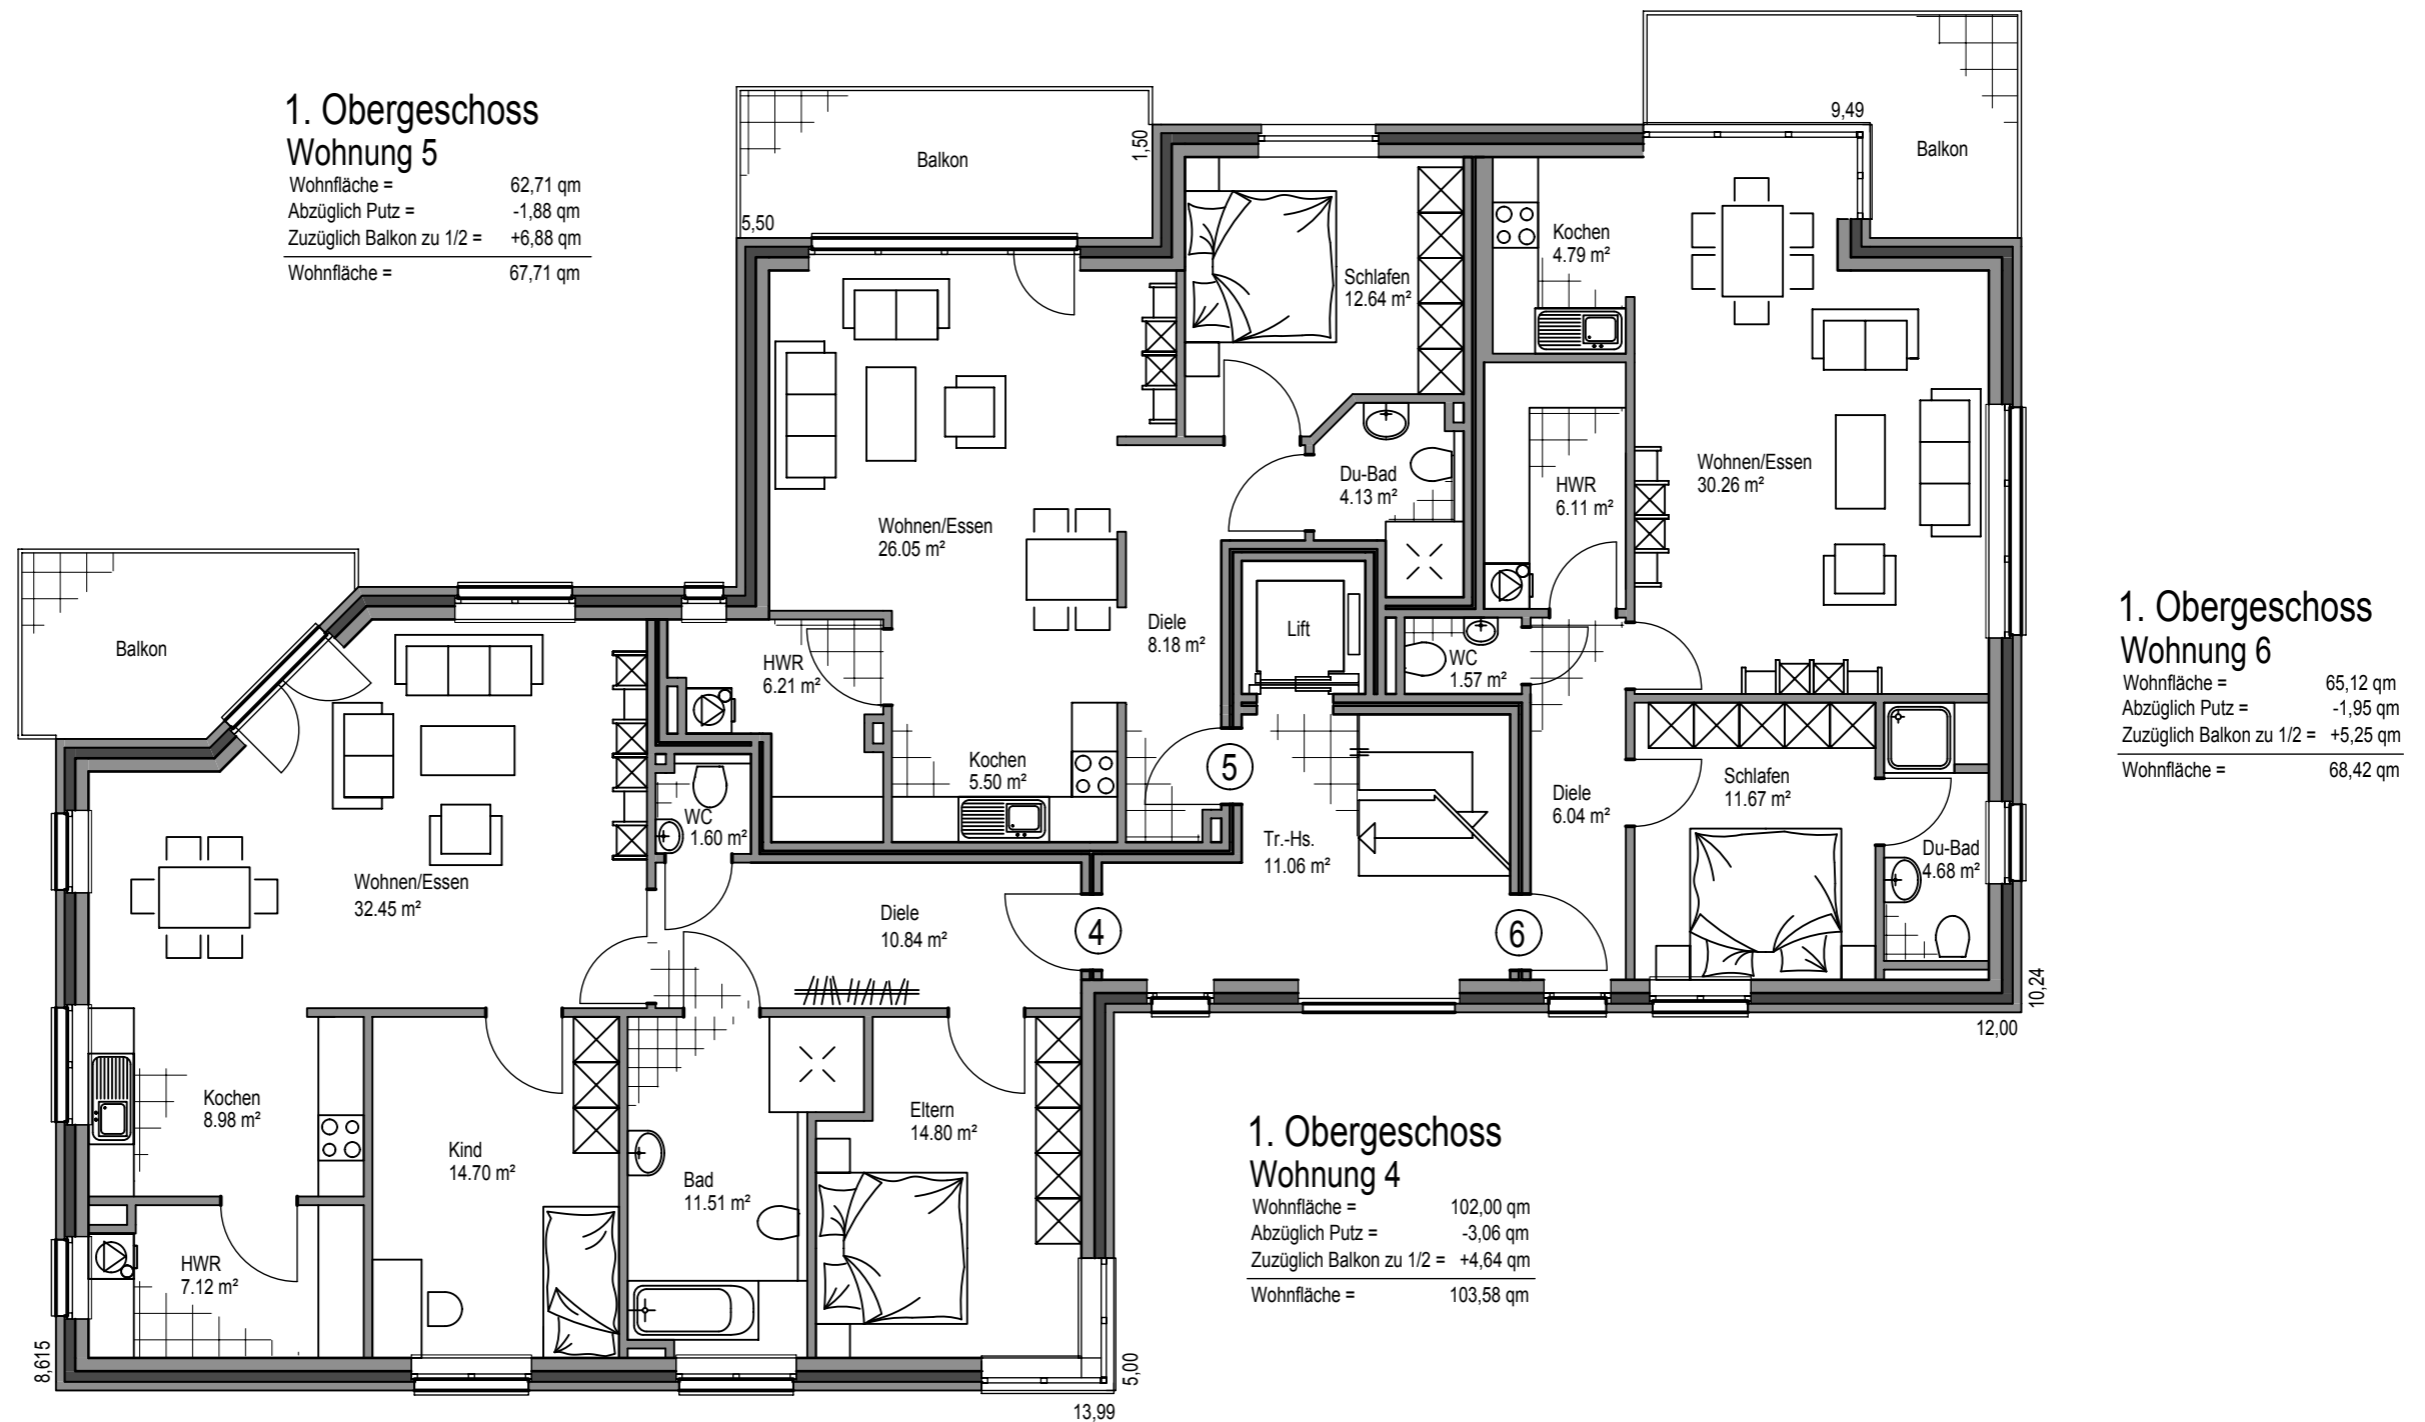 1. Obergeschoss
Wohnung 5
Wohnfläche = 62,71 qm
Abzüglich Putz = -1,88 qm
Zuzüglich Balkon zu 1/2 = +6,88 qm
Wohnfläche = 67,71 qm
Balkon
1,50
5,50
9,49
Balkon
Kochen
4.79 m²
Schlafen
12.64 m²
Wohnen/Essen
30.26 m²
Du-Bad
4.13 m²
HWR
6.11 m²
Wohnen/Essen
26.05 m²
Diele
8.18 m²
Lift
Balkon
HWR
6.21 m²
WC
1.57 m²
1. Obergeschoss
Wohnung 6
Wohnfläche = 65,12 qm
Abzüglich Putz = -1,95 qm
Zuzüglich Balkon zu 1/2 = +5,25 qm
Wohnfläche = 68,42 qm
Kochen
5.50 m²
5
Schlafen
11.67 m²
Diele
6.04 m²
WC
1.60 m²
Tr.-Hs.
11.06 m²
Du-Bad
4.68 m²
Wohnen/Essen
32.45 m²
Diele
10.84 m²
4
6
10,24
12,00
Kochen
8.98 m²
Eltern
14.80 m²
Kind
14.70 m²
Bad
11.51 m²
HWR
7.12 m²
1. Obergeschoss
Wohnung 4
Wohnfläche = 102,00 qm
Abzüglich Putz = -3,06 qm
Zuzüglich Balkon zu 1/2 = +4,64 qm
Wohnfläche = 103,58 qm
8,615
5,00
13,99